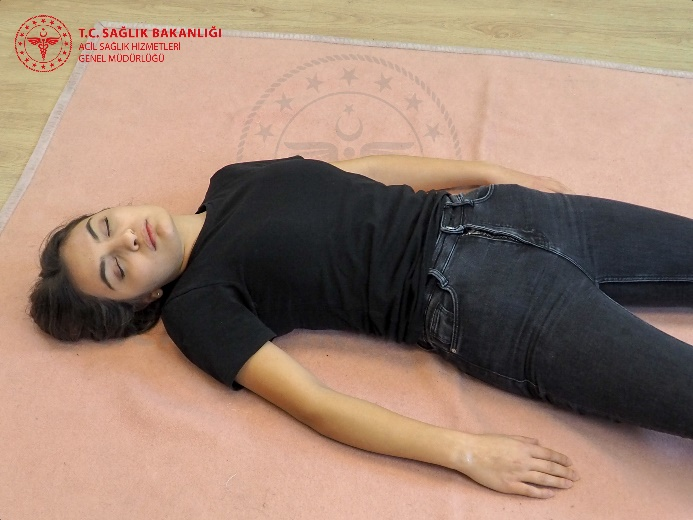 T.C. SAĞLIK BAKANLIĞI
ACİL SAĞLIK HİZMETLERİ
GENEL MÜDÜRLÜĞÜ